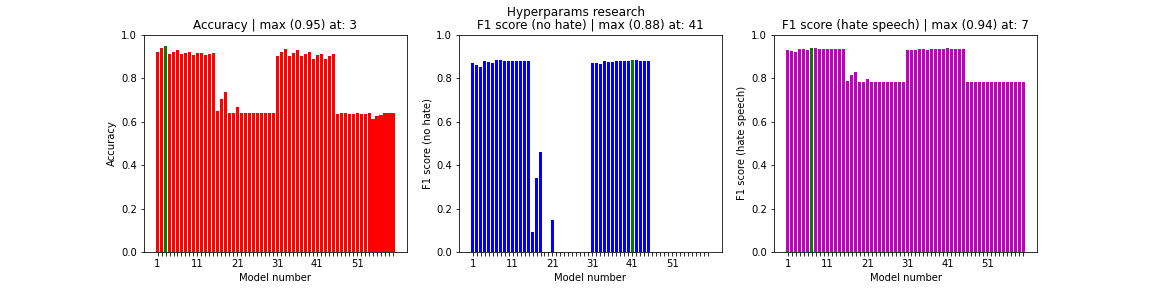 Hyperparams research
Accuracy | max (0.95) at: 3
1.0
0.8
0.6
0.4
0.2
0.0
Accuracy
1 11 21 31 41 51
Model number
F1 score (no hate) | max (0.88) at: 41
1.0
0.8
0.6
0.4
0.2
0.0
F1 score (no hate)
1 11 21 31 41 51
Model number
F1 score (hate speech) | max (0.94) at: 7
1.0
0.8
0.6
0.4
0.2
0.0
F1 score (hate speech)
1 11 21 31 41 51
Model number